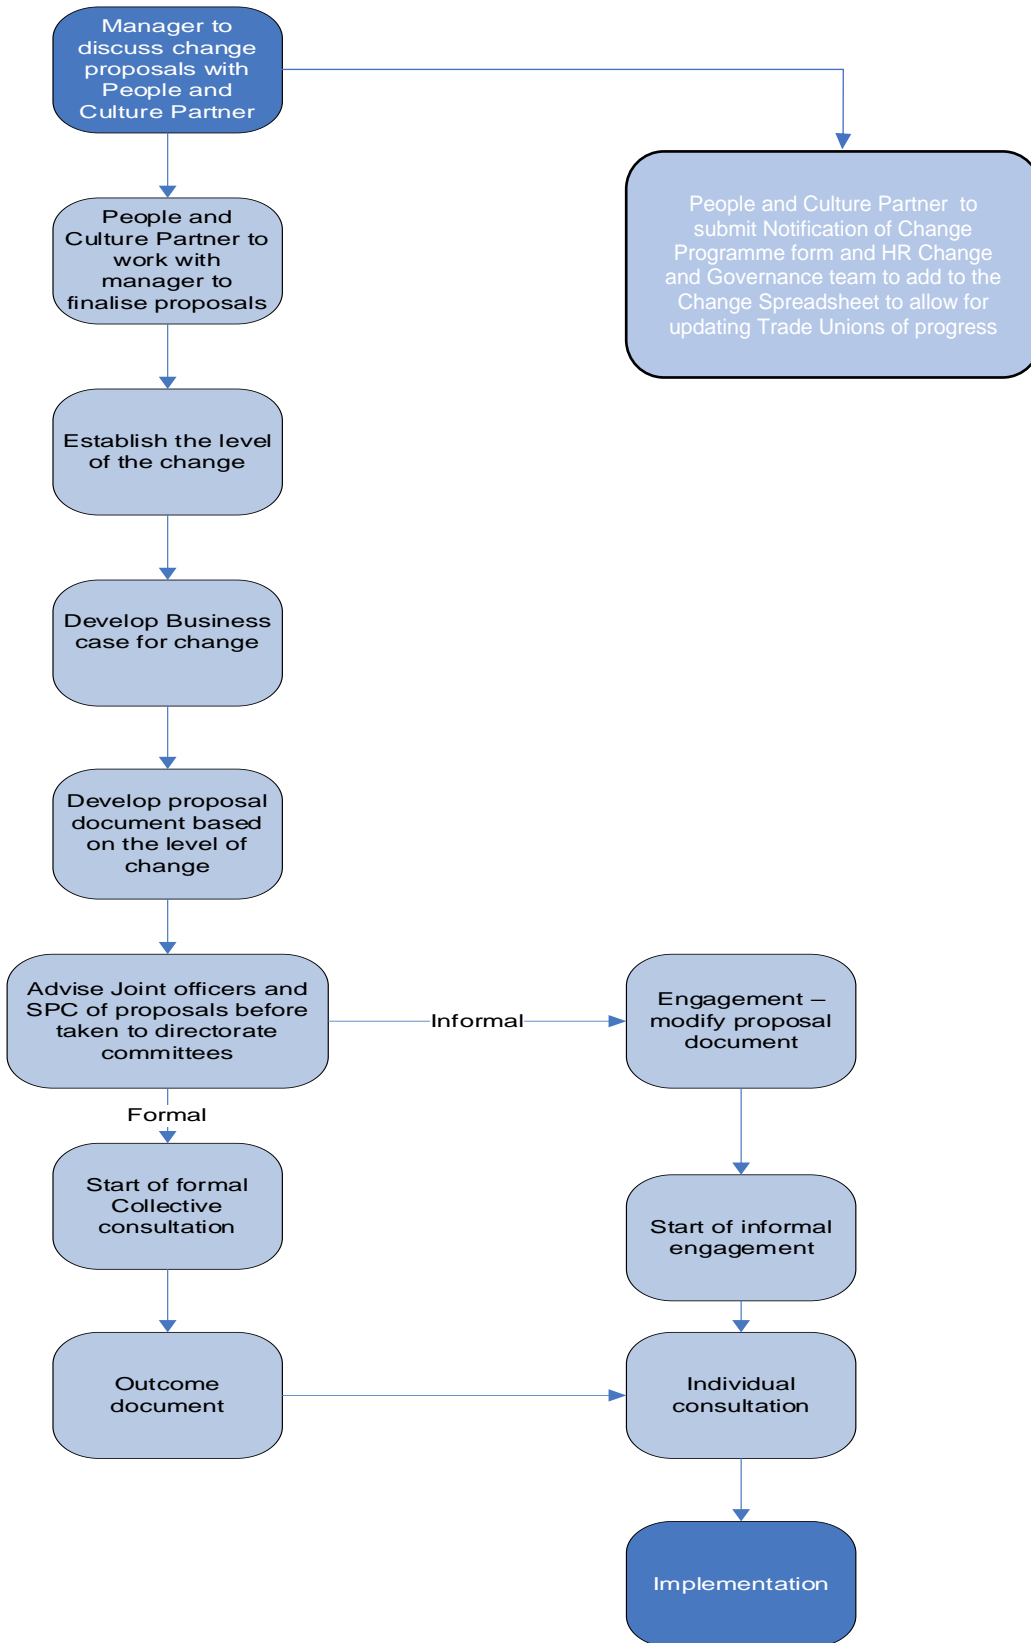 Manager to
discuss change
proposals with
People and
Culture Partner
People and Culture Partner  to
submit Notification of Change
Programme form and HR Change
and Governance team to add to the
Change Spreadsheet to allow for
updating Trade Unions of progress
People and
Culture Partner to
work with
manager to
finalise proposals
Establish the level
of the change
Develop Business
case for change
Develop proposal
document based
on the level of
change
Advise Joint officers and
SPC of proposals before
taken to directorate
committees
Informal
Engagement –
modify proposal
document
Formal
Start of formal
Collective
consultation
Start of informal
engagement
Outcome
document
Individual
consultation
Implementation